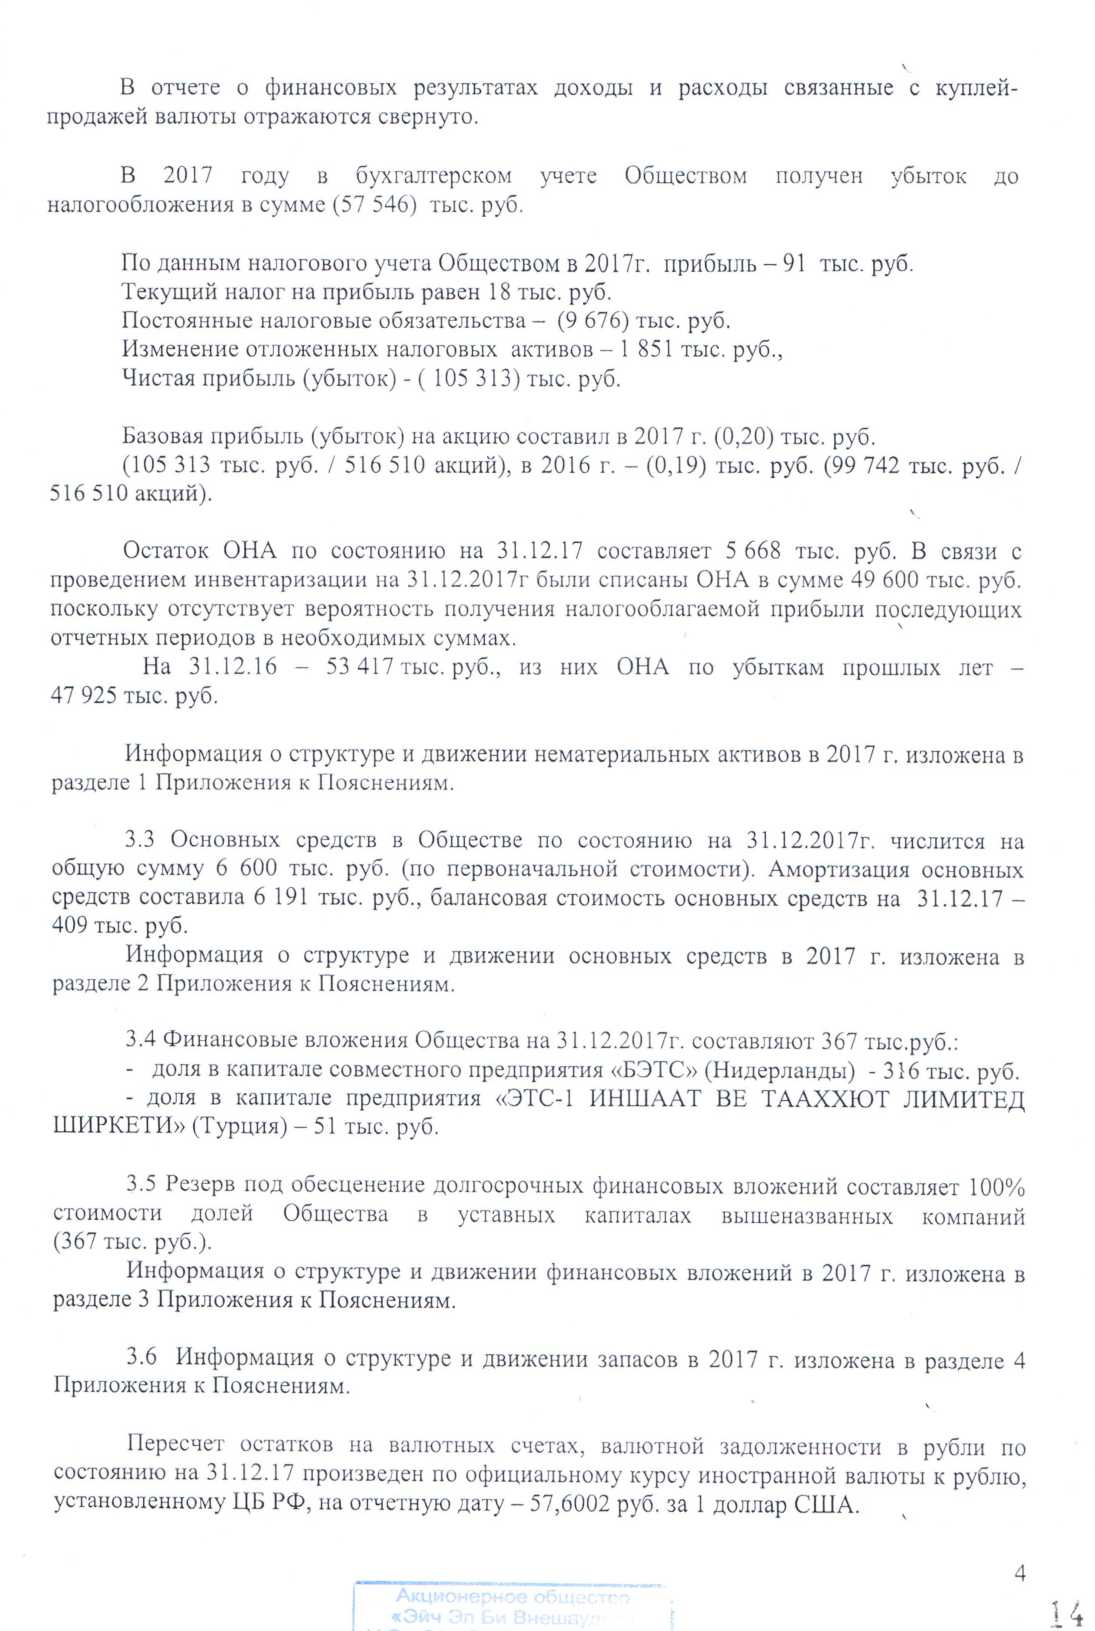 В отчете о финансовых результатах доходы и расходы связанные с куплей-
продажей валюты отражаются свернуто.
В 2017 году в бухгалтерском учете Обществом получен убыток до
налогообложения в сумме (57 546) тыс. руб.
По данным налогового учета Обществом в 2017г. прибыль – 91 тыс. руб.
Текущий налог на прибыль равен 18 тыс. руб.
Постоянные налоговые обязательства – (9 676) тыс. руб.
Изменение отложенных налоговых активов – 1 851 тыс. руб.,
Чистая прибыль (убыток) - ( 105 313) тыс. руб.
Базовая прибыль (убыток) на акцию составил в 2017 г. (0,20) тыс. руб.
(105 313 тыс. руб. / 516 510 акций), в 2016 г. – (0,19) тыс. руб. (99 742 тыс. руб. /
516 510 акций).
Остаток ОНА по состоянию на 31.12.17 составляет 5 668 тыс. руб. В связи с
проведением инвентаризации на 31.12.2017г были списаны ОНА в сумме 49 600 тыс. руб.
поскольку отсутствует вероятность получения налогооблагаемой прибыли последующих
отчетных периодов в необходимых суммах.
На 31.12.16 – 53 417 тыс. руб., из них ОНА по убыткам прошлых лет –
47 925 тыс. руб.
Информация о структуре и движении нематериальных активов в 2017 г. изложена в
разделе 1 Приложения к Пояснениям.
3.3 Основных средств в Обществе по состоянию на 31.12.2017г. числится на
общую сумму 6 600 тыс. руб. (по первоначальной стоимости). Амортизация основных
средств составила 6 191 тыс. руб., балансовая стоимость основных средств на 31.12.17 –
409 тыс. руб.
Информация о структуре и движении основных средств в 2017 г. изложена в
разделе 2 Приложения к Пояснениям.
3.4 Финансовые вложения Общества на 31.12.2017г. составляют 367 тыс.руб.:
- доля в капитале совместного предприятия «БЭТС» (Нидерланды) - 316 тыс. руб.
- доля в капитале предприятия «ЭТС-1 ИНШААТ ВЕ ТААХХЮТ ЛИМИТЕД
ШИРКЕТИ» (Турция) – 51 тыс. руб.
3.5 Резерв под обесценение долгосрочных финансовых вложений составляет 100%
стоимости долей Общества в уставных капиталах вышеназванных компаний
(367 тыс. руб.).
Информация о структуре и движении финансовых вложений в 2017 г. изложена в
разделе 3 Приложения к Пояснениям.
3.6 Информация о структуре и движении запасов в 2017 г. изложена в разделе 4
Приложения к Пояснениям.
Пересчет остатков на валютных счетах, валютной задолженности в рубли по
состоянию на 31.12.17 произведен по официальному курсу иностранной валюты к рублю,
установленному ЦБ РФ, на отчетную дату – 57,6002 руб. за 1 доллар США.
4
Акционерное общество
«Эйч Эл Би
14